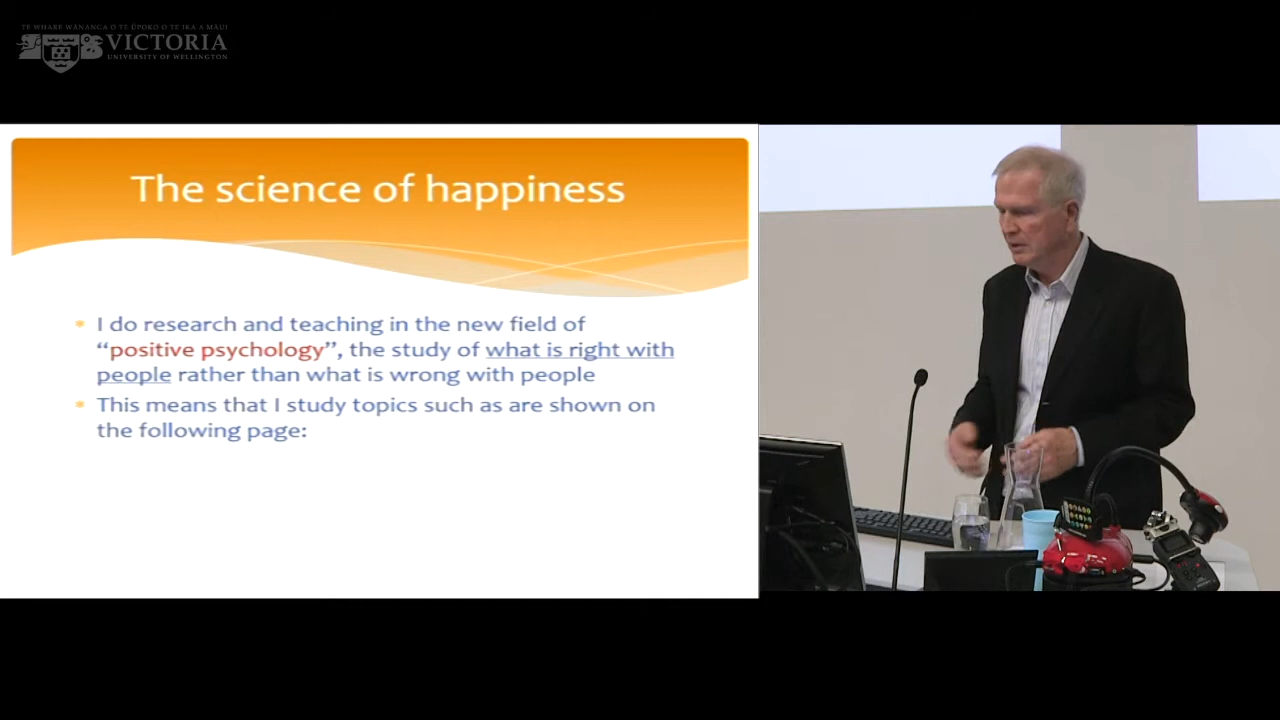 TE WHARE WĀNANGA O TE ŪPOKO O TE IKA A MĀUI
VICTORIA
UNIVERSITY OF WELLINGTON
The science of happiness
I do research and teaching in the new field of
“positive psychology”, the study of what is right with
people rather than what is wrong with people
This means that I study topics such as are shown on
the following page: